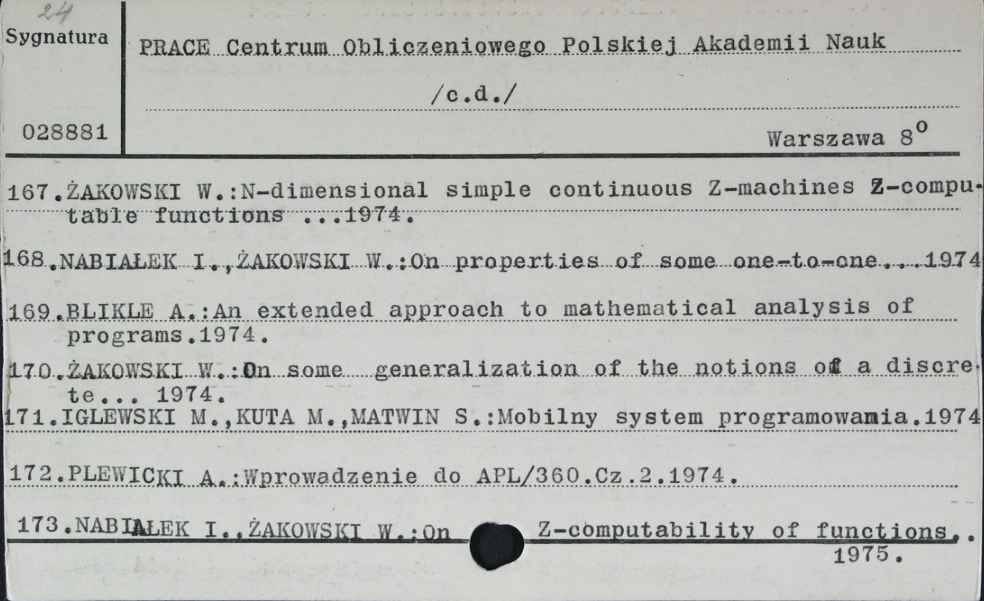 24
Sygnatura
PRACE Centrum Obliczeniowego Polskiej Akademii Nauk
/c.d./
028881
Warszawa 8º
167.ŻAKOWSKI W.:N-dimensional simple continuous Z-machines Z-compu-
table functions ...1974.
168.NABIAŁEK I.,ŻAKOWSKI W.:On properties of some one-to-one...1974
169.BLIKLE A.:An extended approach to mathematical analysis of
programs.1974.
170.ŻAKOWSKI W.:On some generalization of the notions of a discre-
te... 1974.
171.IGLEWSKI M.,KUTA M.,MATWIN S.:Mobilny system programowania.1974
172.PLEWICKI A.:Wprowadzenie do APL/360.Cz.2.1974.
173.NABIAŁEK I.,ŻAKOWSKI W.:On Z-computability of functions..
1975.